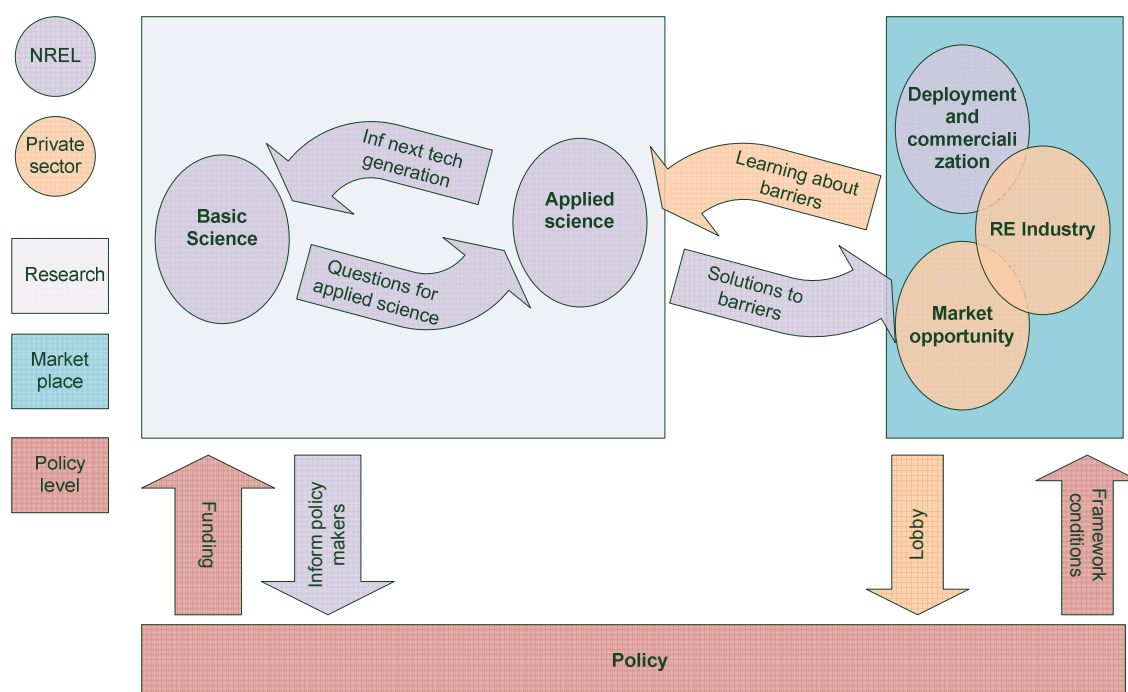 NREL
Private
sector
Research
Market
place
Policy
level
Inf next tech
generation
Basic
Science
Applied
science
Questions for
applied science
Learning about
barriers
Solutions to
barriers
Deployment
and
commerciali
zation
RE Industry
Market
opportunity
Funding
Inform policy
makers
Lobby
Framework
conditions
Policy